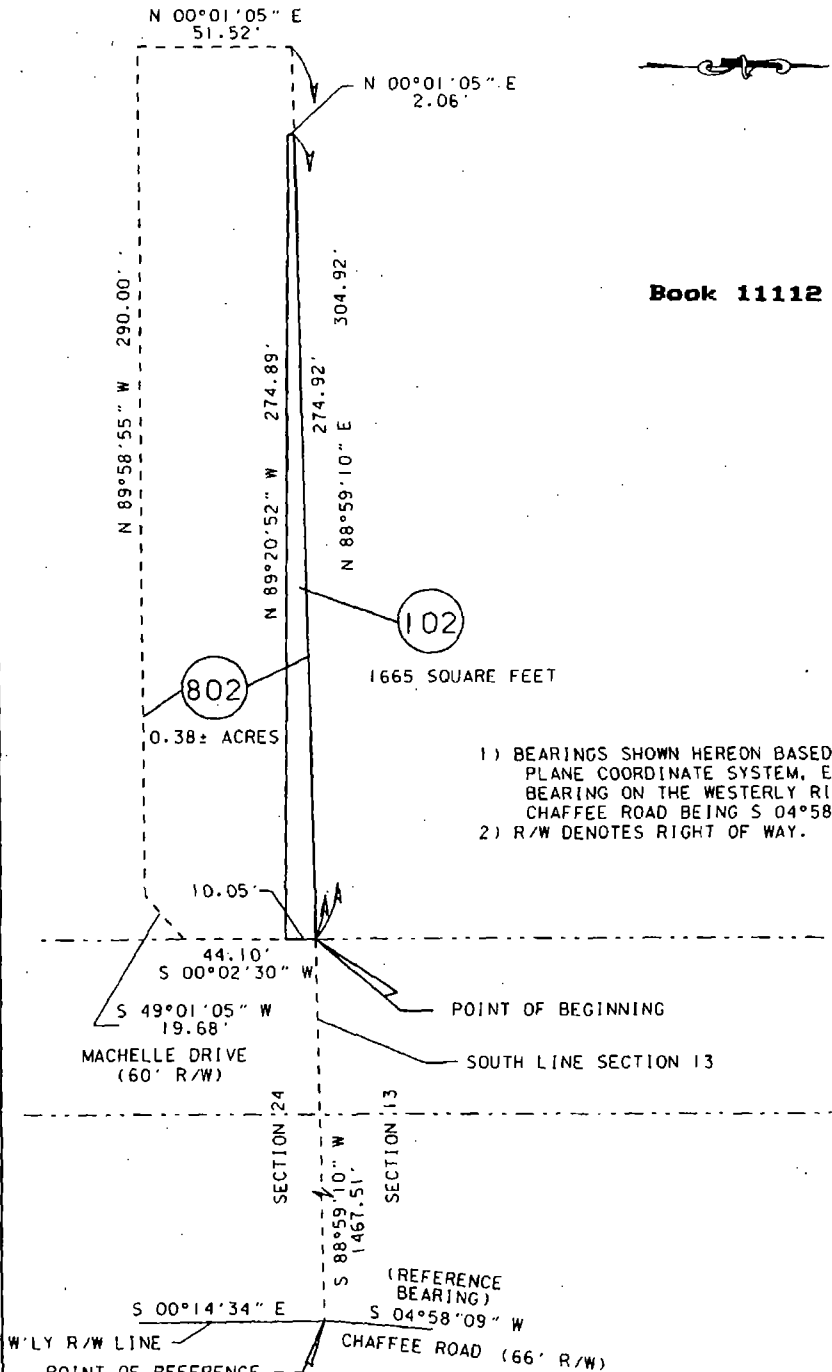 N 00°01'05" E
51.52'
N 00°01'05" E
2.06'
Book 11112
N 89°58'55" W 290.00'
N 89°20'52" W 274.89'
274.92'
N 88°59'10" E 304.92'
102
1665 SQUARE FEET
802
0.38± ACRES
1) BEARINGS SHOWN HEREON BASED
PLANE COORDINATE SYSTEM, E
BEARING ON THE WESTERLY RI
CHAFFEE ROAD BEING S 04°58
2) R/W DENOTES RIGHT OF WAY.
10.05'
44.10'
S 00°02'30" W
S 49°01'05" W
19.68'
MACHELLE DRIVE
(60' R/W)
POINT OF BEGINNING
SOUTH LINE SECTION 13
SECTION 24
SECTION 13
S 88°59'10" W
1467.51'
(REFERENCE
BEARING)
S 00°14'34" E
S 04°58"09" W
W'LY R/W LINE
CHAFFEE ROAD (66' R/W)
POINT OF REFERENCE